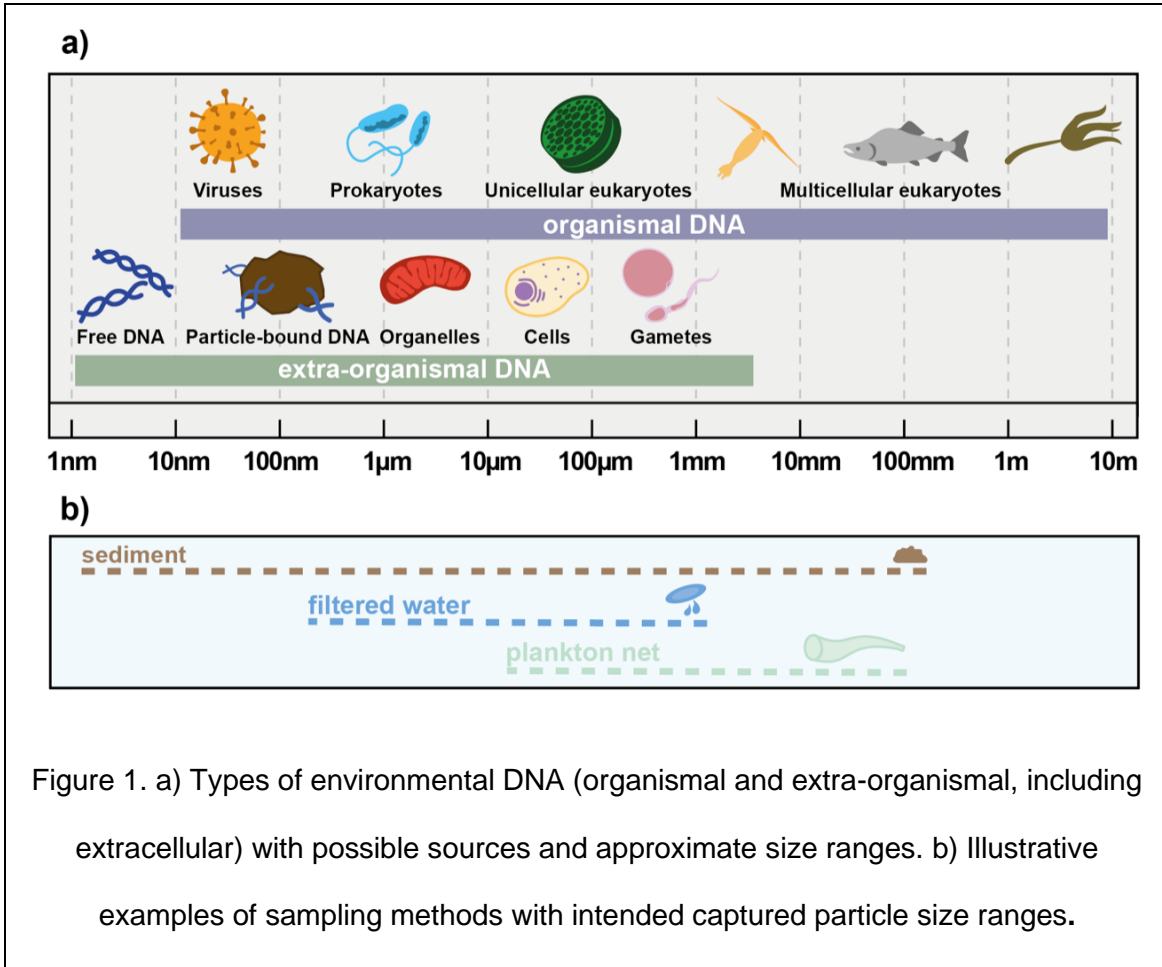 a)
Viruses Prokaryotes Unicellular eukaryotes Multicellular eukaryotes
organismal DNA
Free DNA Particle-bound DNA Organelles Cells Gametes
extra-organismal DNA
1nm 10nm 100nm 1µm 10µm 100µm 1mm 10mm 100mm 1m 10m
b)
sediment
filtered water
plankton net
Figure 1. a) Types of environmental DNA (organismal and extra-organismal, including
extracellular) with possible sources and approximate size ranges. b) Illustrative
examples of sampling methods with intended captured particle size ranges.